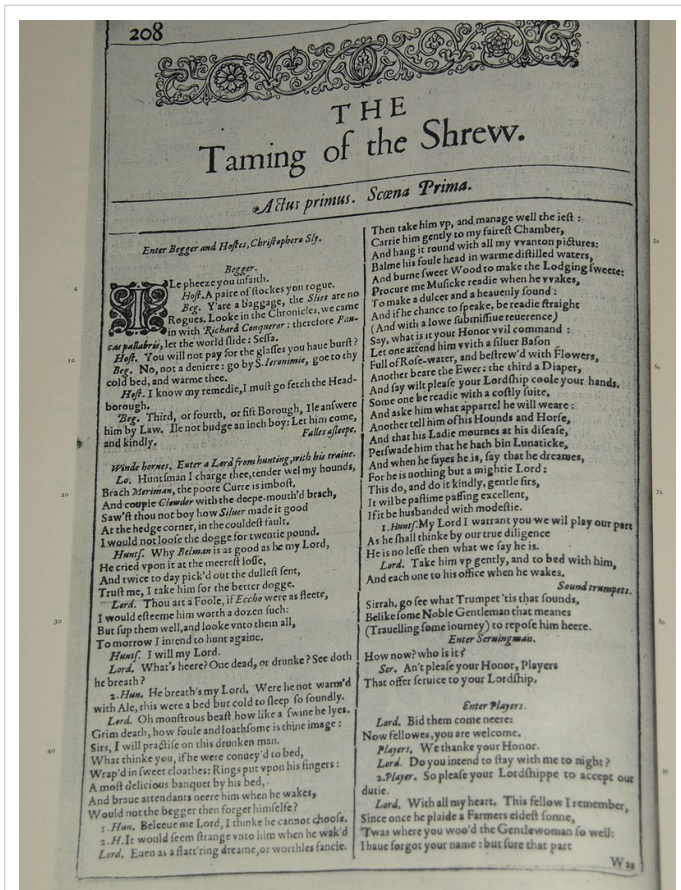 208
THE
Taming of the Shrew.
Actus primus. Scœna Prima.
Enter Begger and Hostes, Christophero Sly.
Begger.
Ile pheeze you infaith.
Host. A paire of stockes you rogue.
Beg. Y'are a baggage, the Slies are no
Rogues. Looke in the Chronicles, we came
in with Richard Conqueror: therefore Pau-
cas pallabris, let the world slide: Sessa.
Host. You will not pay for the glasses you haue burst?
Beg. No, not a deniere: go by S. Ieronimie, goe to thy
cold bed, and warme thee.
Host. I know my remedie, I must go fetch the Head-
borough.
Beg. Third, or fourth, or fift Borough, Ile answere
him by Law. Ile not budge an inch boy: Let him come,
and kindly. Falles asleepe.
Winde hornes. Enter a Lord from hunting, with his traine.
Lo. Huntsman I charge thee, tender wel my hounds,
Brach Meriman, the poore Curre is imbost,
And couple Clowder with the deepe-mouth'd brach,
Saw'st thou not boy how Siluer made it good
At the hedge corner, in the couldest fault,
I would not loose the dogge for twentie pound.
Hunts. Why Belman is as good as he my Lord,
He cried vpon it at the meerest losse,
And twice to day pick'd out the dullest sent,
Trust me, I take him for the better dogge.
Lord. Thou art a Foole, if Eccho were as fleete,
I would esteeme him worth a dozen such:
But sup them well, and looke vnto them all,
To morrow I intend to hunt againe.
Hunts. I will my Lord.
Lord. What's heere? One dead, or drunke? See doth
he breath?
2. Hun. He breath's my Lord. Were he not warm'd
with Ale, this were a bed but cold to sleep so soundly.
Lord. Oh monstrous beast, how like a swine he lyes.
Grim death, how foule and loathsome is thine image:
Sirs, I will practise on this drunken man.
What thinke you, if he were conuey'd to bed,
Wrap'd in sweet cloathes: Rings put vpon his fingers:
A most delicious banquet by his bed,
And braue attendants neere him when he wakes,
Would not the begger then forget himselfe?
1. Hun. Beleeue me Lord, I thinke he cannot choose.
2. H. It would seem strange vnto him when he wak'd
Lord. Euen as a flatt'ring dreame, or worthles fancie.
Then take him vp, and manage well the iest:
Carrie him gently to my fairest Chamber,
And hang it round with all my vvanton pictures:
Balme his foule head in warme distilled waters,
And burne sweet Wood to make the Lodging sweete:
Procure me Musicke readie when he vvakes,
To make a dulcet and a heauenly sound:
And if he chance to speake, be readie straight
(And with a lowe submissiue reuerence)
Say, what is it your Honor vvil command:
Let one attend him vvith a siluer Bason
Full of Rose-water, and bestrew'd with Flowers,
Another beare the Ewer: the third a Diaper,
And say wilt please your Lordship coole your hands.
Some one be readie with a costly suite,
And aske him what apparrel he will weare:
Another tell him of his Hounds and Horse,
And that his Ladie mournes at his disease,
Perswade him that he hath bin Lunaticke,
And when he sayes he is, say that he dreames,
For he is nothing but a mightie Lord:
This do, and do it kindly, gentle sirs,
It wil be pastime passing excellent,
If it be husbanded with modestie.
1. Hunts. My Lord I warrant you we wil play our part
As he shall thinke by our true diligence
He is no lesse then what we say he is.
Lord. Take him vp gently, and to bed with him,
And each one to his office when he wakes.
Sound trumpets.
Sirrah, go see what Trumpet 'tis that sounds,
Belike some Noble Gentleman that meanes
(Trauelling some iourney) to repose him heere.
Enter Seruingman.
How now? who is it?
Ser. An't please your Honor, Players
That offer seruice to your Lordship.
Enter Players.
Lord. Bid them come neere:
Now fellowes, you are welcome.
Players. We thanke your Honor.
Lord. Do you intend to stay with me to night?
2. Player. So please your Lordshippe to accept our
dutie.
Lord. With all my heart. This fellow I remember,
Since once he plaide a Farmers eldest sonne,
'Twas where you woo'd the Gentlewoman so well:
I haue forgot your name: but sure that part
Was